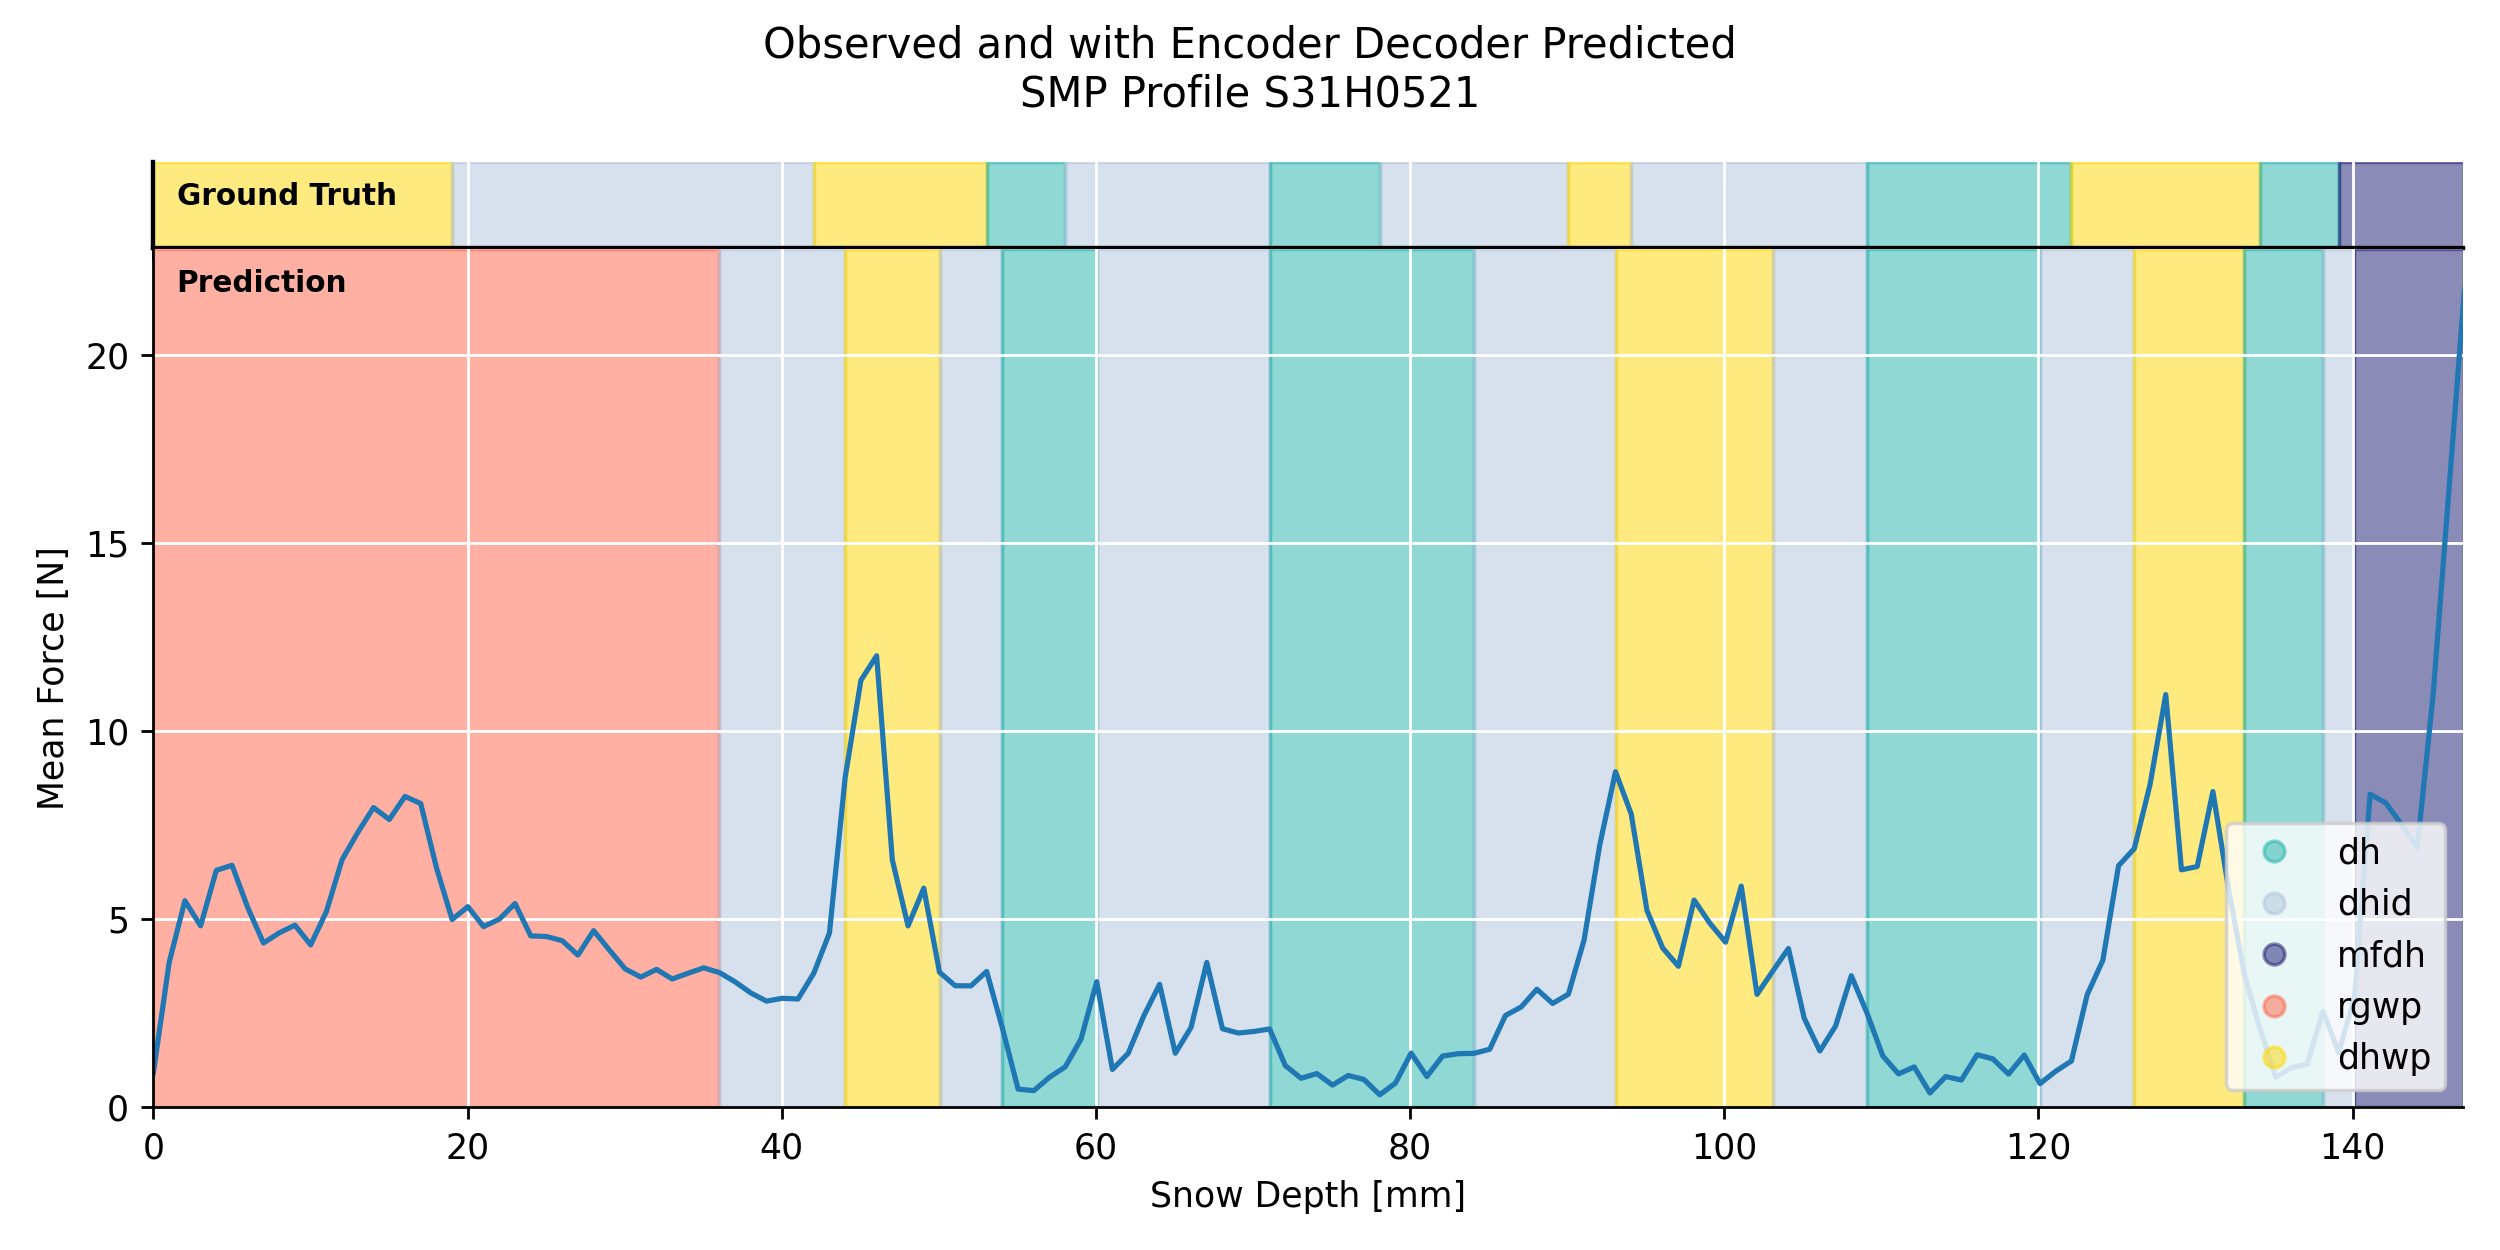 Observed and with Encoder Decoder Predicted
SMP Profile S31H0521
Ground Truth
Prediction
20
15
10
5
0
Mean Force [N]
dh
dhid
mfdh
rgwp
dhwp
0 20 40 60 80 100 120 140
Snow Depth [mm]